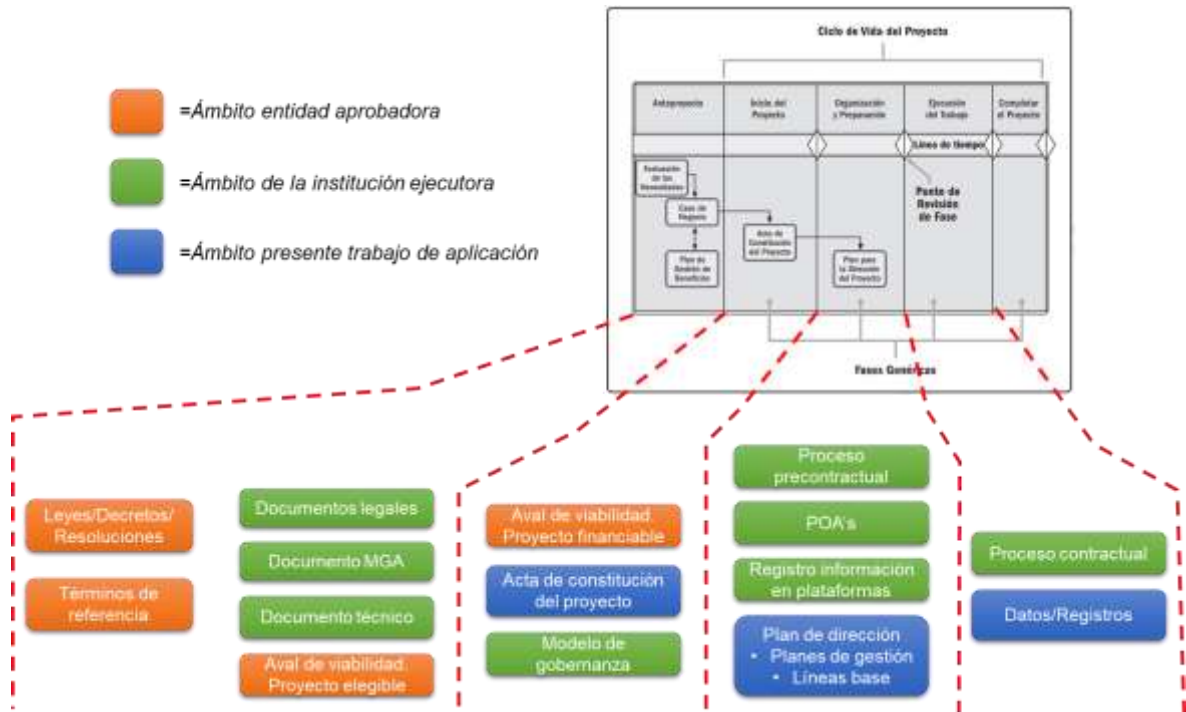 Ciclo de Vida del Proyecto
Anteproyecto
Inicio del
Proyecto
Organización
y Preparación
Ejecución
del Trabajo
Completar
el Proyecto
Línea de tiempo
Evaluación
de las
Necesidades
Caso de
Negocio
Plan de
Gestión de
Beneficios
Acta de
Constitución
del Proyecto
Plan para
la Dirección
del Proyecto
Punto de
Revisión
de Fase
Fases Genéricas
=Ámbito entidad aprobadora
=Ámbito de la institución ejecutora
=Ámbito presente trabajo de aplicación
Leyes/Decretos/
Resoluciones
Términos de
referencia
Documentos legales
Documento MGA
Documento técnico
Aval de viabilidad.
Proyecto elegible
Aval de viabilidad.
Proyecto financiable
Acta de constitución
del proyecto
Modelo de
gobernanza
Proceso
precontractual
POA's
Registro información
en plataformas
Plan de dirección
• Planes de gestión
• Líneas base
Proceso contractual
Datos/Registros